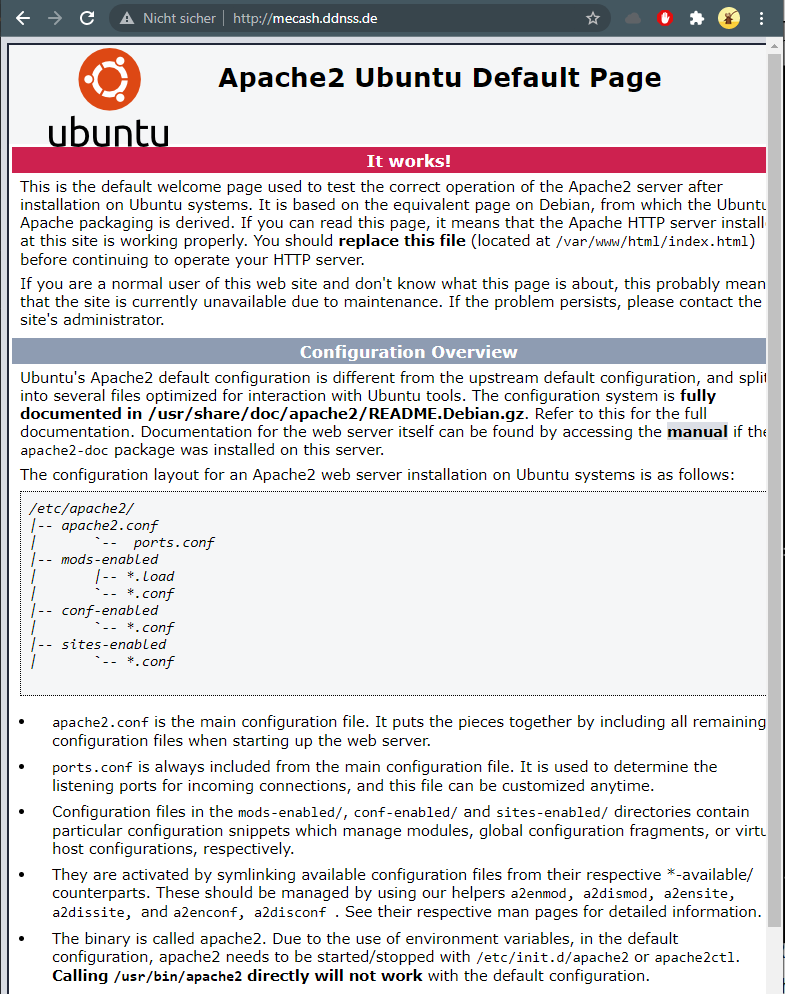 Nicht sicher | http://mecash.ddnss.de
ubuntu
Apache2 Ubuntu Default Page
It works!
This is the default welcome page used to test the correct operation of the Apache2 server after
installation on Ubuntu systems. It is based on the equivalent page on Debian, from which the Ubuntu
Apache packaging is derived. If you can read this page, it means that the Apache HTTP server install
at this site is working properly. You should replace this file (located at /var/www/html/index.html)
before continuing to operate your HTTP server.
If you are a normal user of this web site and don't know what this page is about, this probably mean
that the site is currently unavailable due to maintenance. If the problem persists, please contact the
site's administrator.
Configuration Overview
Ubuntu's Apache2 default configuration is different from the upstream default configuration, and split
into several files optimized for interaction with Ubuntu tools. The configuration system is fully
documented in /usr/share/doc/apache2/README.Debian.gz. Refer to this for the full
documentation. Documentation for the web server itself can be found by accessing the manual if the
apache2-doc package was installed on this server.
The configuration layout for an Apache2 web server installation on Ubuntu systems is as follows:
/etc/apache2/
|-- apache2.conf
|       `--  ports.conf
|-- mods-enabled
|       |-- *.load
|       `-- *.conf
|-- conf-enabled
|       `-- *.conf
|-- sites-enabled
|       `-- *.conf
• apache2.conf is the main configuration file. It puts the pieces together by including all remaining
configuration files when starting up the web server.
• ports.conf is always included from the main configuration file. It is used to determine the
listening ports for incoming connections, and this file can be customized anytime.
• Configuration files in the mods-enabled/, conf-enabled/ and sites-enabled/ directories contain
particular configuration snippets which manage modules, global configuration fragments, or virtu
host configurations, respectively.
• They are activated by symlinking available configuration files from their respective *-available/
counterparts. These should be managed by using our helpers a2enmod, a2dismod, a2ensite,
a2dissite, and a2enconf, a2disconf . See their respective man pages for detailed information.
• The binary is called apache2. Due to the use of environment variables, in the default
configuration, apache2 needs to be started/stopped with /etc/init.d/apache2 or apache2ctl.
Calling /usr/bin/apache2 directly will not work with the default configuration.